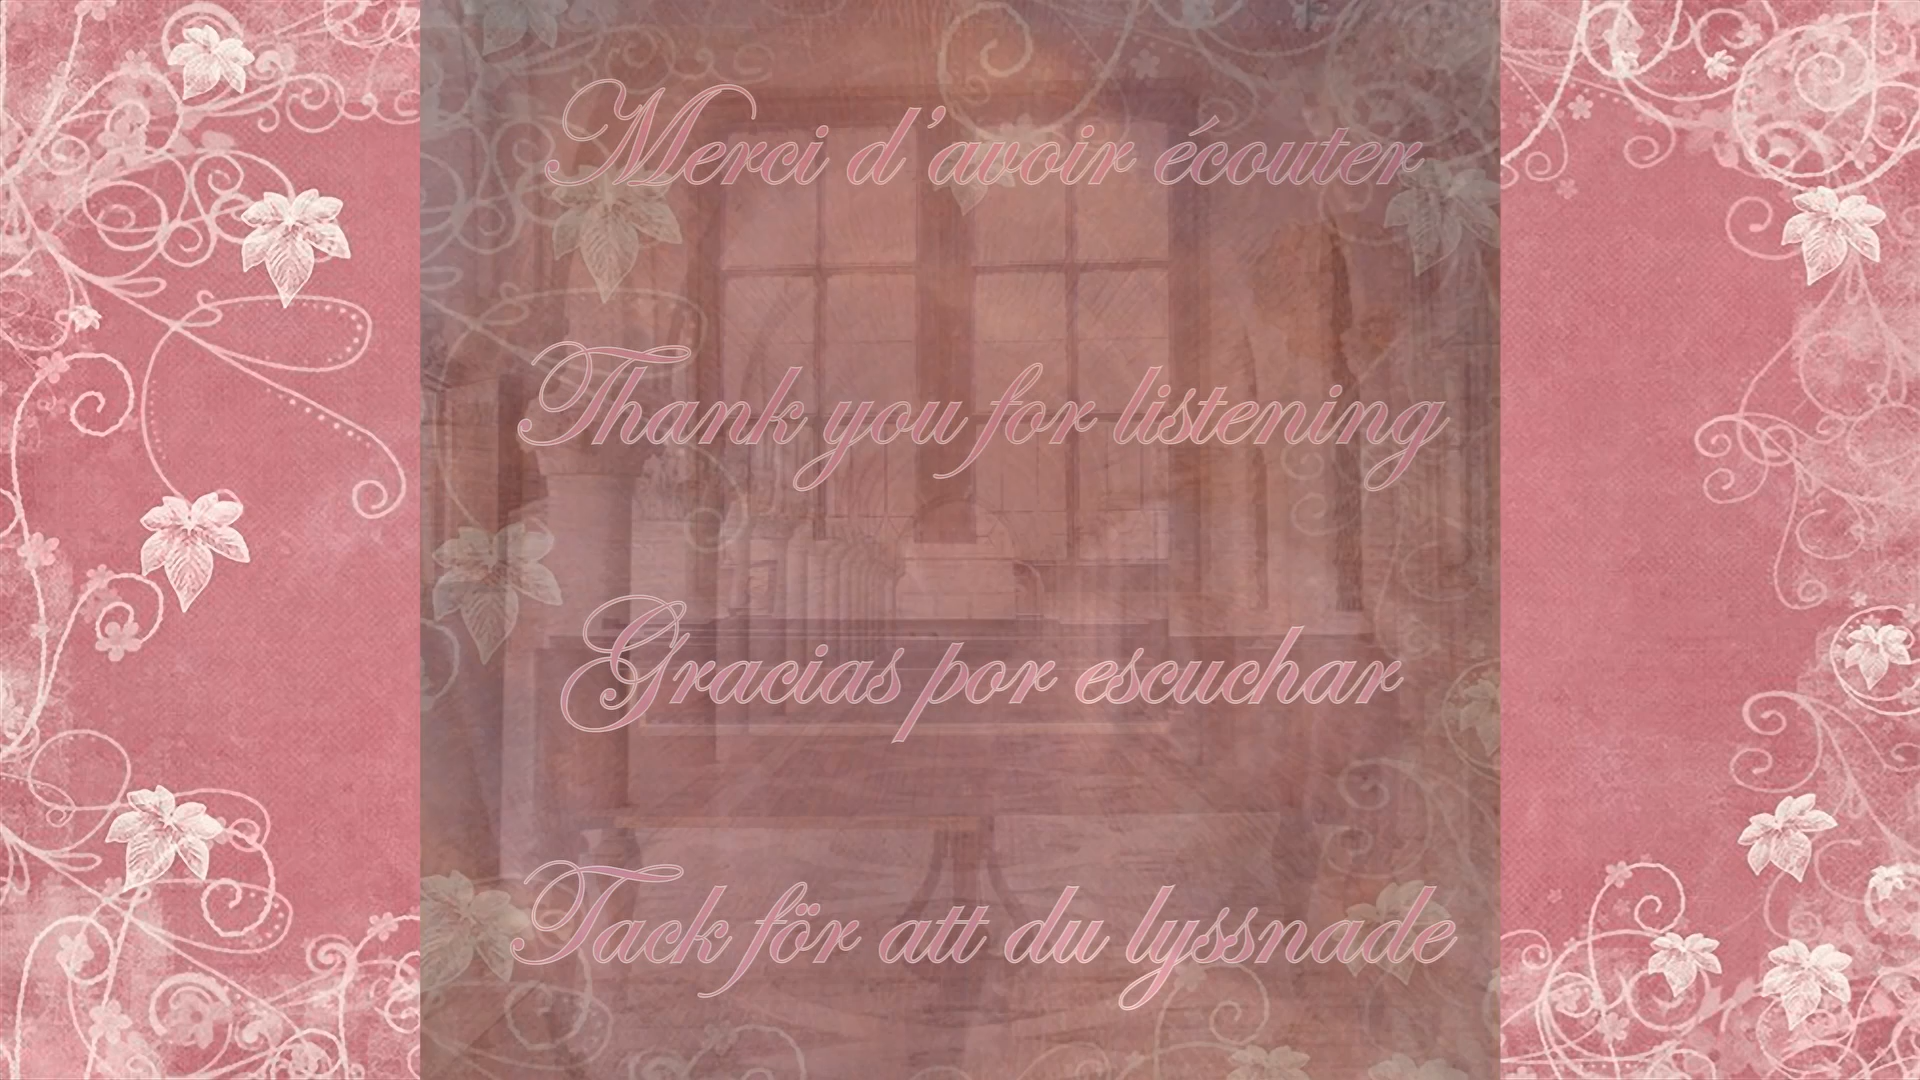 Merci d'avoir écouter
Thank you for listening
Gracias por escuchar
Tack för att du lyssnade